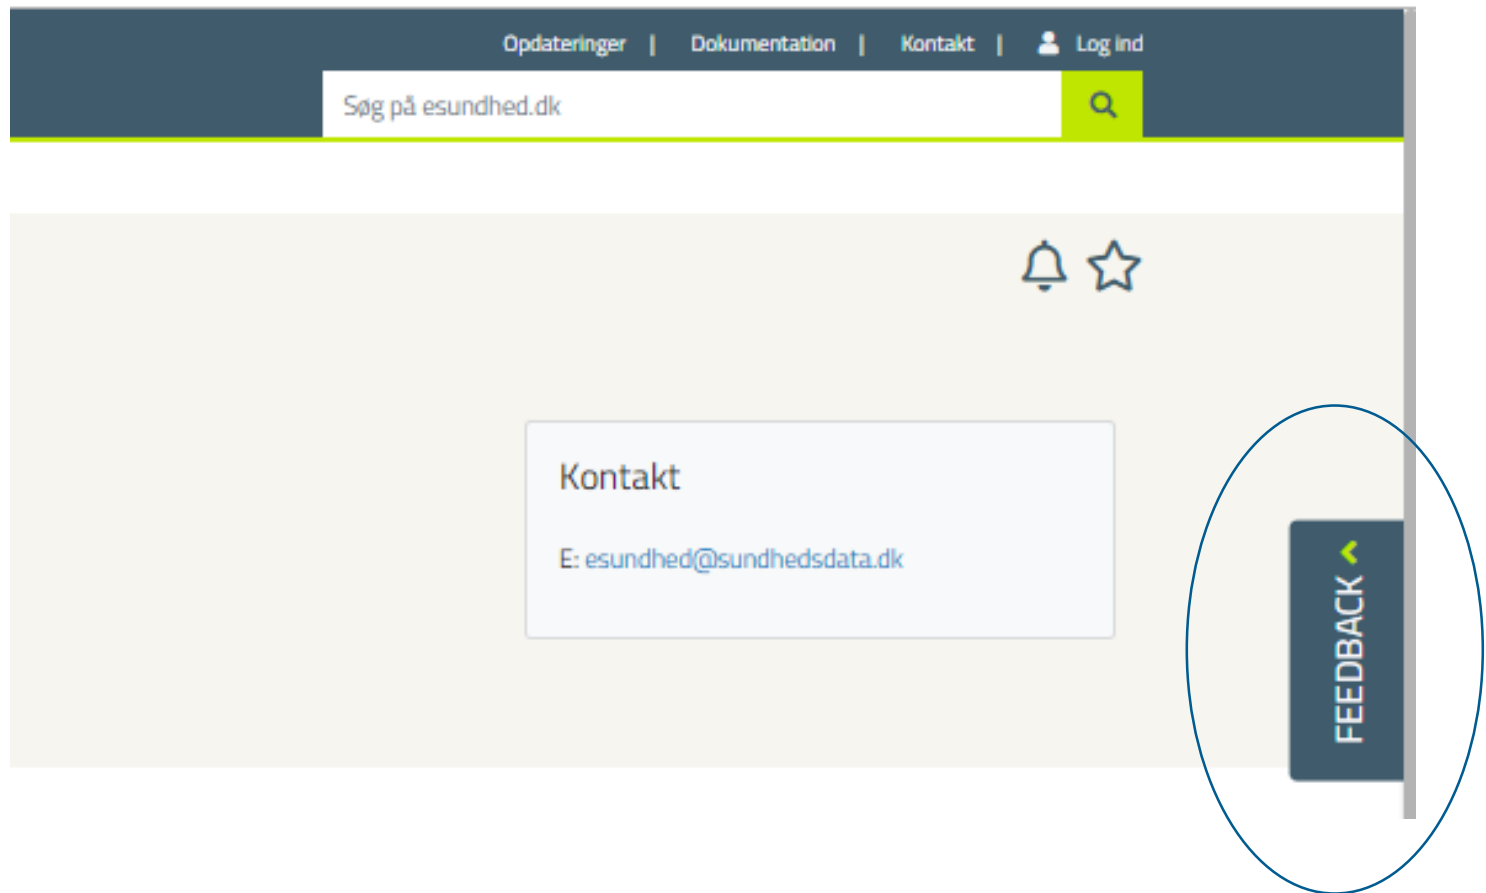 Opdateringer | Dokumentation | Kontakt | Log ind
Søg på esundhed.dk
Kontakt
E: esundhed@sundhedsdata.dk
FEEDBACK